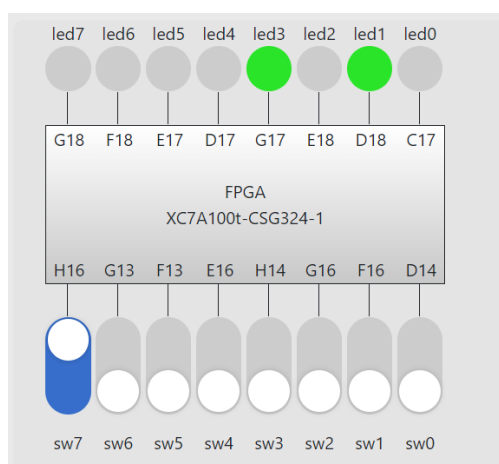 led7 led6 led5 led4 led3 led2 led1 led0
G18 F18 E17 D17 G17 E18 D18 C17
FPGA
XC7A100t-CSG324-1
H16 G13 F13 E16 H14 G16 F16 D14
sw7 sw6 sw5 sw4 sw3 sw2 sw1 sw0